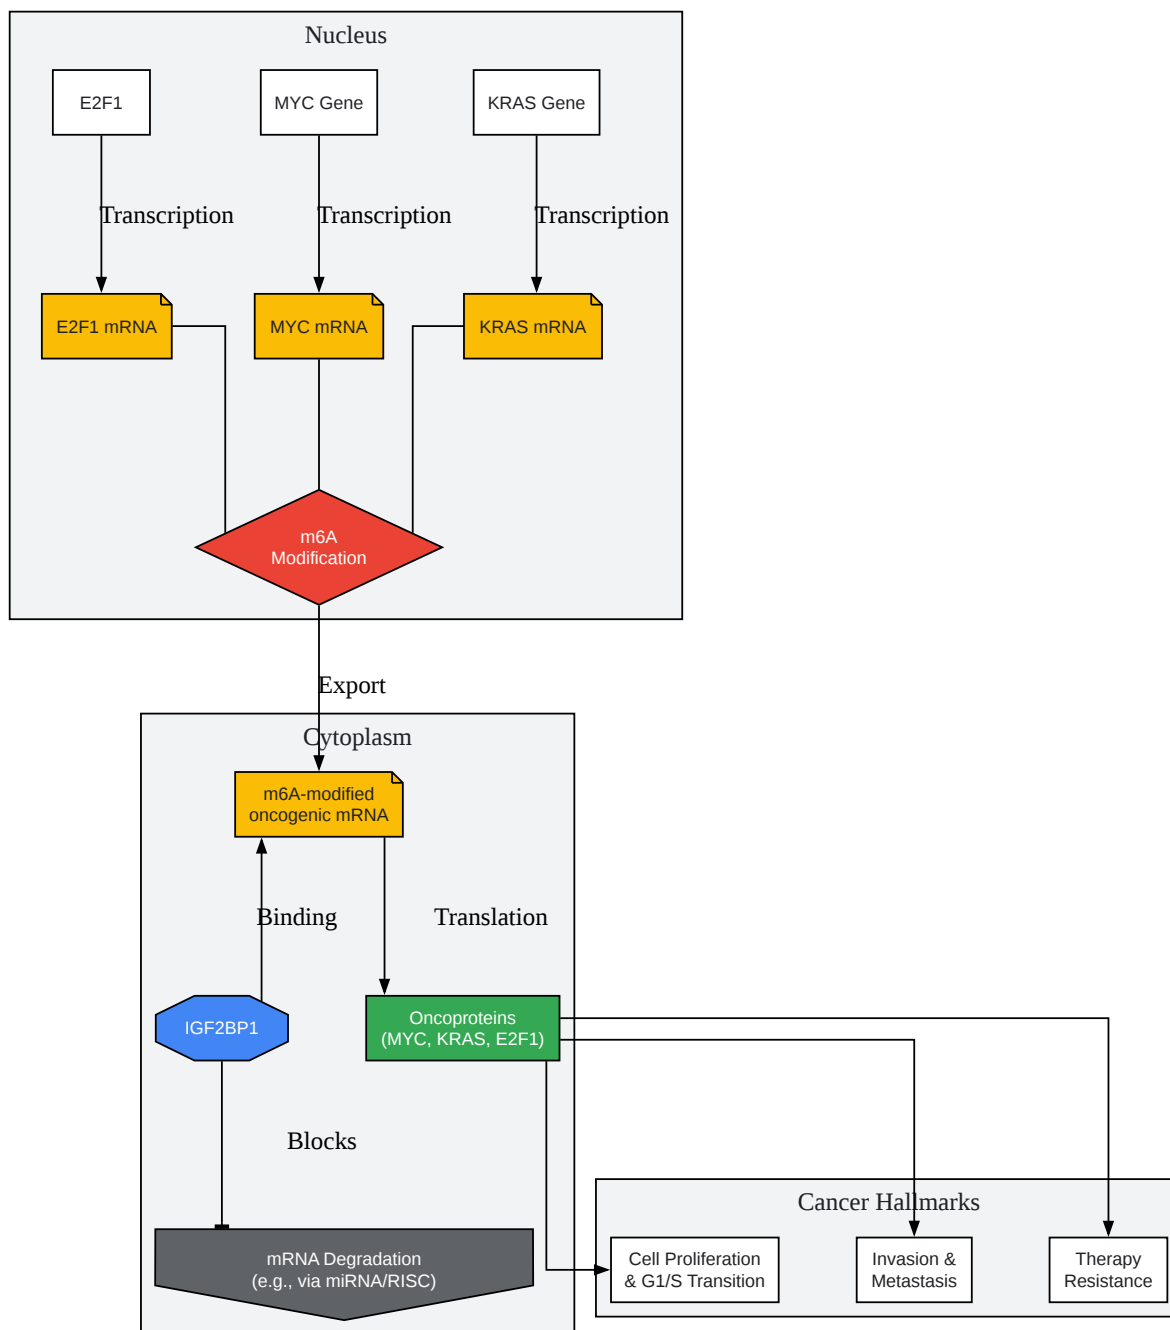 Nucleus
E2F1
MYC Gene
KRAS Gene
Transcription
Transcription
Transcription
E2F1 mRNA
MYC mRNA
KRAS mRNA
m6A
Modification
Export
Cytoplasm
m6A-modified
oncogenic mRNA
Binding
Translation
IGF2BP1
Oncoproteins
(MYC, KRAS, E2F1)
Blocks
mRNA Degradation
(e.g., via miRNA/RISC)
Cancer Hallmarks
Cell Proliferation
& G1/S Transition
Invasion &
Metastasis
Therapy
Resistance